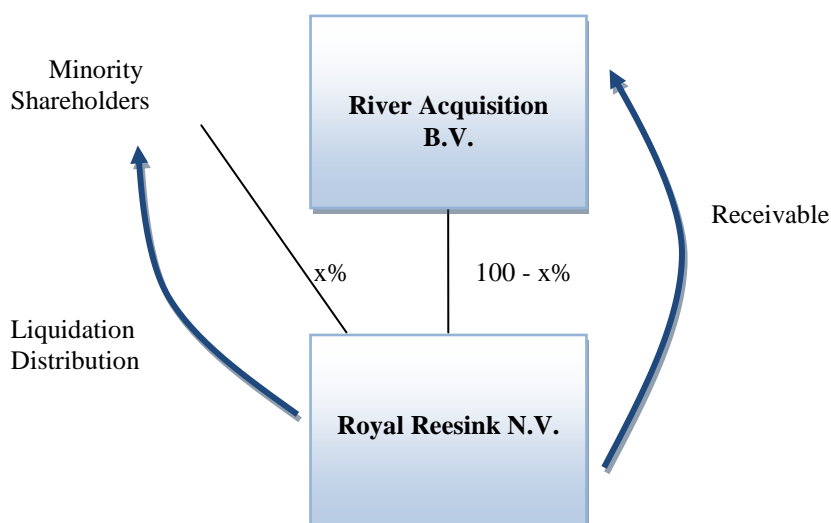 Minority
Shareholders
River Acquisition
B.V.
Receivable
x%
100 - x%
Liquidation
Distribution
Royal Reesink N.V.